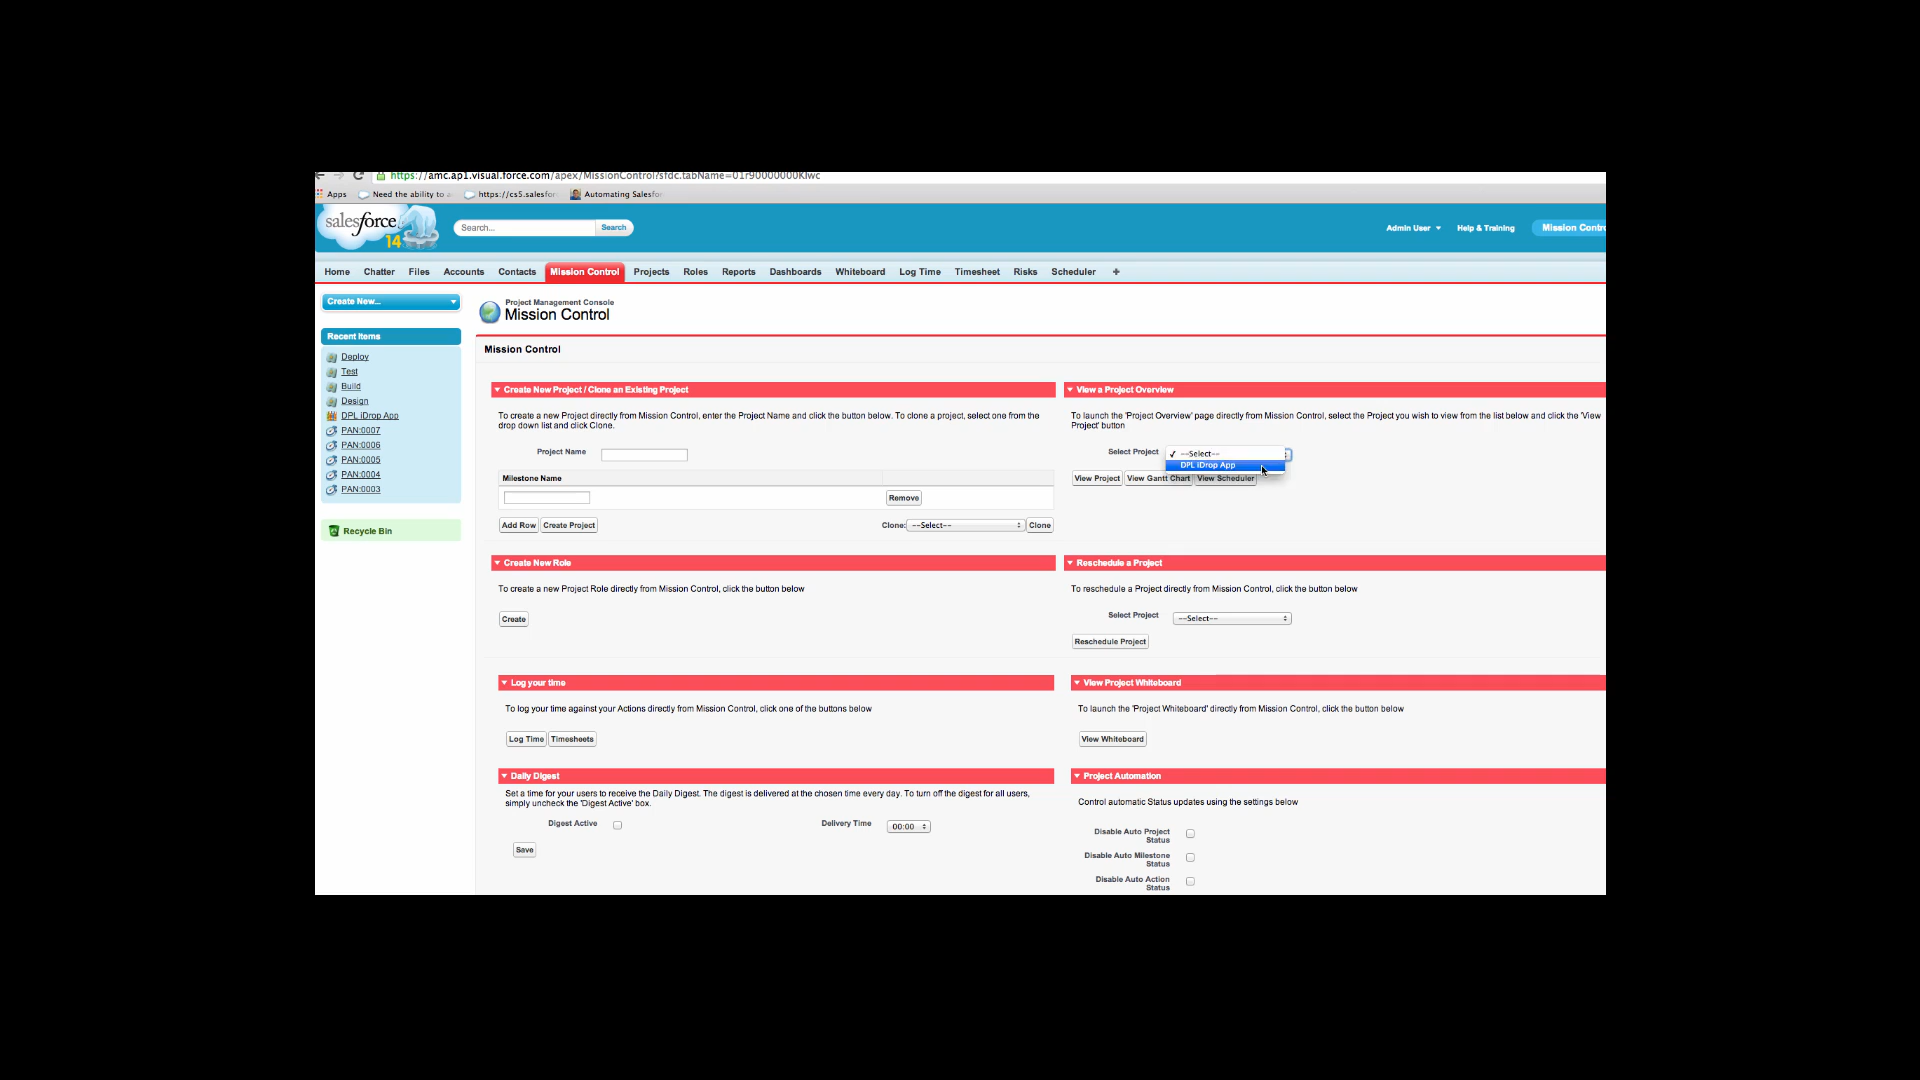 https://amc.ap1.visual.force.com/apex/MissionControl?sfdc.tabName=01r90000000KIwc
Apps Need the ability to a https://cs5.salesfor Automating Salesfor
salesforce
14
Search...
Search
Admin User
Help & Training
Mission Contro
Home Chatter Files Accounts Contacts Mission Control Projects Roles Reports Dashboards Whiteboard Log Time Timesheet Risks Scheduler +
Create New...
Recent Items
Deploy
Test
Build
Design
DPL iDrop App
PAN:0007
PAN:0006
PAN:0005
PAN:0004
PAN:0003
Recycle Bin
Project Management Console
Mission Control
Mission Control
Create New Project / Clone an Existing Project
To create a new Project directly from Mission Control, enter the Project Name and click the button below. To clone a project, select one from the
drop down list and click Clone.
Project Name
Milestone Name
Remove
Add Row Create Project Clone: --Select-- Clone
View a Project Overview
To launch the 'Project Overview' page directly from Mission Control, select the Project you wish to view from the list below and click the 'View
Project' button
Select Project ✓ --Select--
DPL iDrop App
View Project View Gantt Chart View Scheduler
Create New Role
To create a new Project Role directly from Mission Control, click the button below
Create
Reschedule a Project
To reschedule a Project directly from Mission Control, click the button below
Select Project --Select--
Reschedule Project
Log your time
To log your time against your Actions directly from Mission Control, click one of the buttons below
Log Time Timesheets
View Project Whiteboard
To launch the 'Project Whiteboard' directly from Mission Control, click the button below
View Whiteboard
Daily Digest
Set a time for your users to receive the Daily Digest. The digest is delivered at the chosen time every day. To turn off the digest for all users,
simply uncheck the 'Digest Active' box.
Digest Active Delivery Time 00:00
Save
Project Automation
Control automatic Status updates using the settings below
Disable Auto Project
Status
Disable Auto Milestone
Status
Disable Auto Action
Status